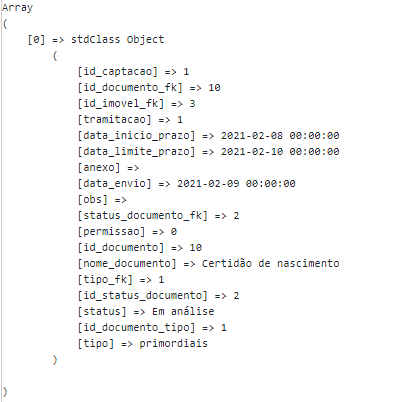 Array
(
[0] => stdClass Object
(
[id_captacao] => 1
[id_documento_fk] => 10
[id_imovel_fk] => 3
[tramitacao] => 1
[data_inicio_prazo] => 2021-02-08 00:00:00
[data_limite_prazo] => 2021-02-10 00:00:00
[anexo] =>
[data_envio] => 2021-02-09 00:00:00
[obs] =>
[status_documento_fk] => 2
[permissao] => 0
[id_documento] => 10
[nome_documento] => Certidão de nascimento
[tipo_fk] => 1
[id_status_documento] => 2
[status] => Em análise
[id_documento_tipo] => 1
[tipo] => primordiais
)
)